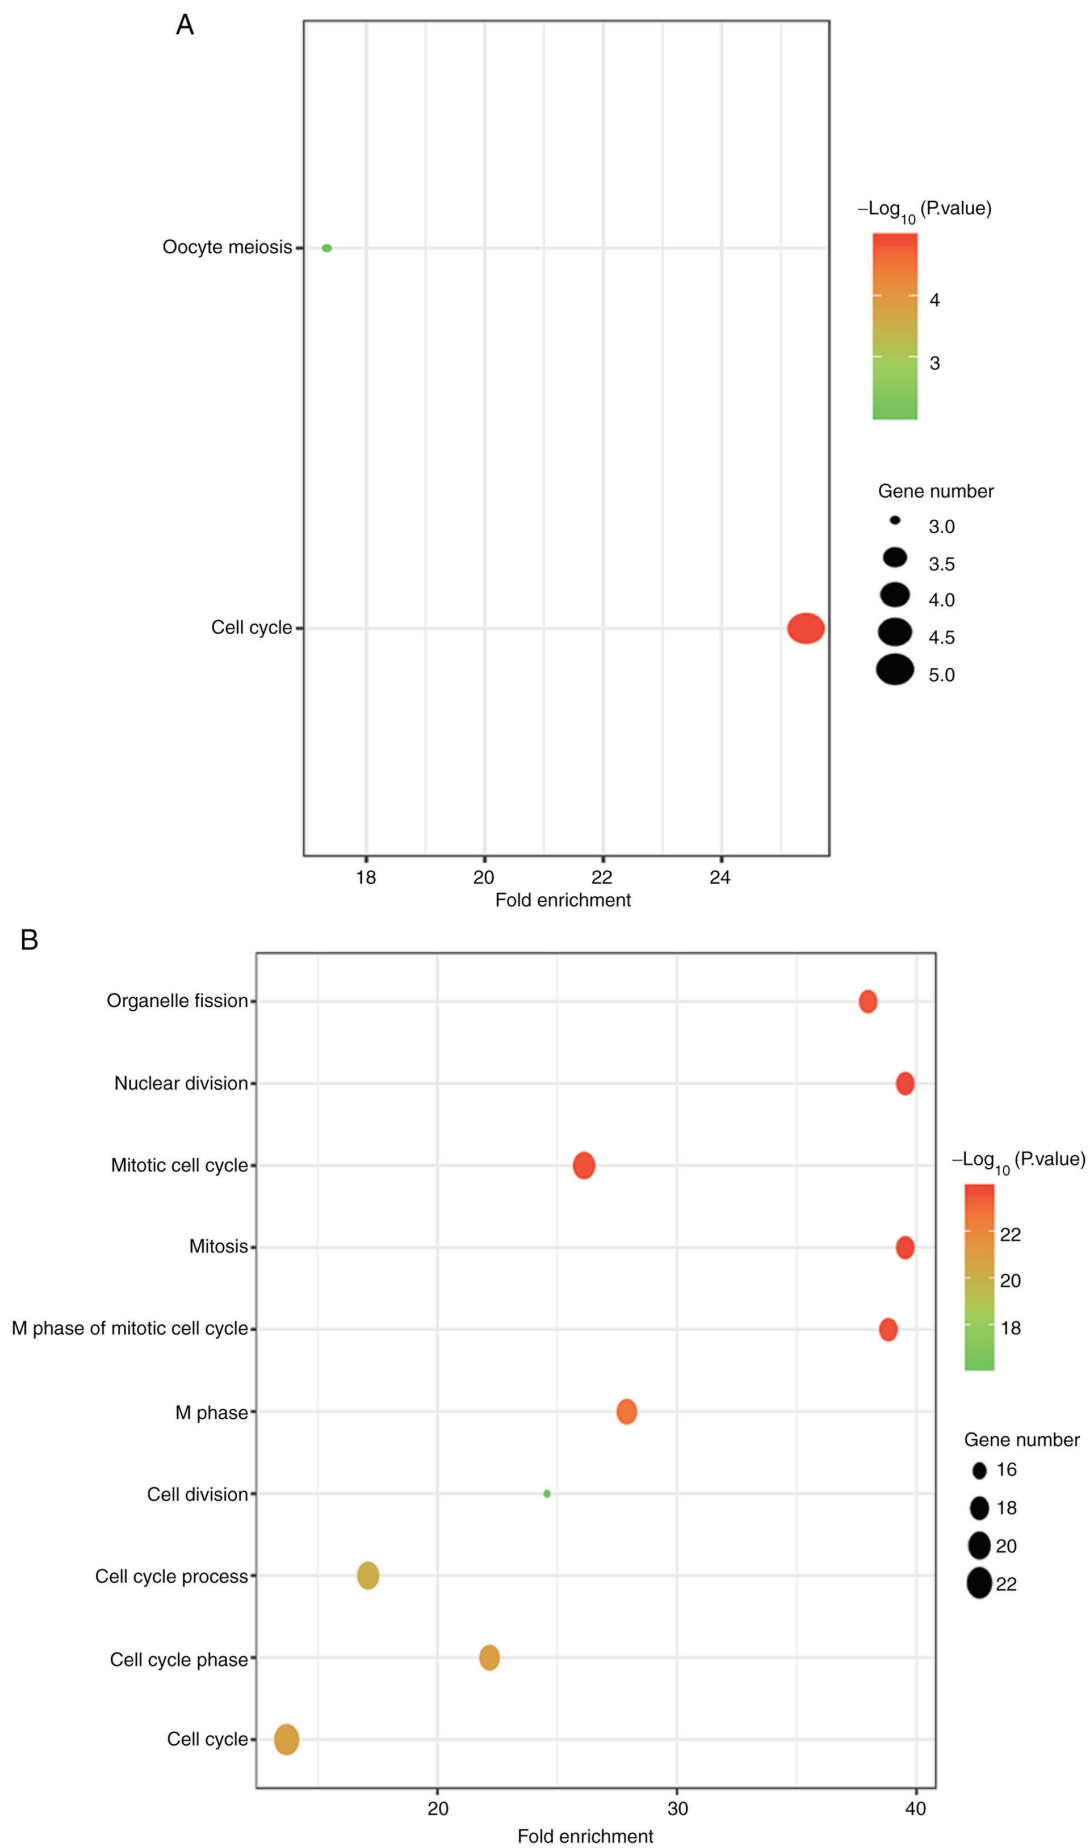 A
Oocyte meiosis
Cell cycle
18 20 22 24
Fold enrichment
–Log10 (P.value)
4
3
Gene number
3.0
3.5
4.0
4.5
5.0
B
Organelle fission
Nuclear division
Mitotic cell cycle
Mitosis
M phase of mitotic cell cycle
M phase
Cell division
Cell cycle process
Cell cycle phase
Cell cycle
20 30 40
Fold enrichment
–Log10 (P.value)
22
20
18
Gene number
16
18
20
22